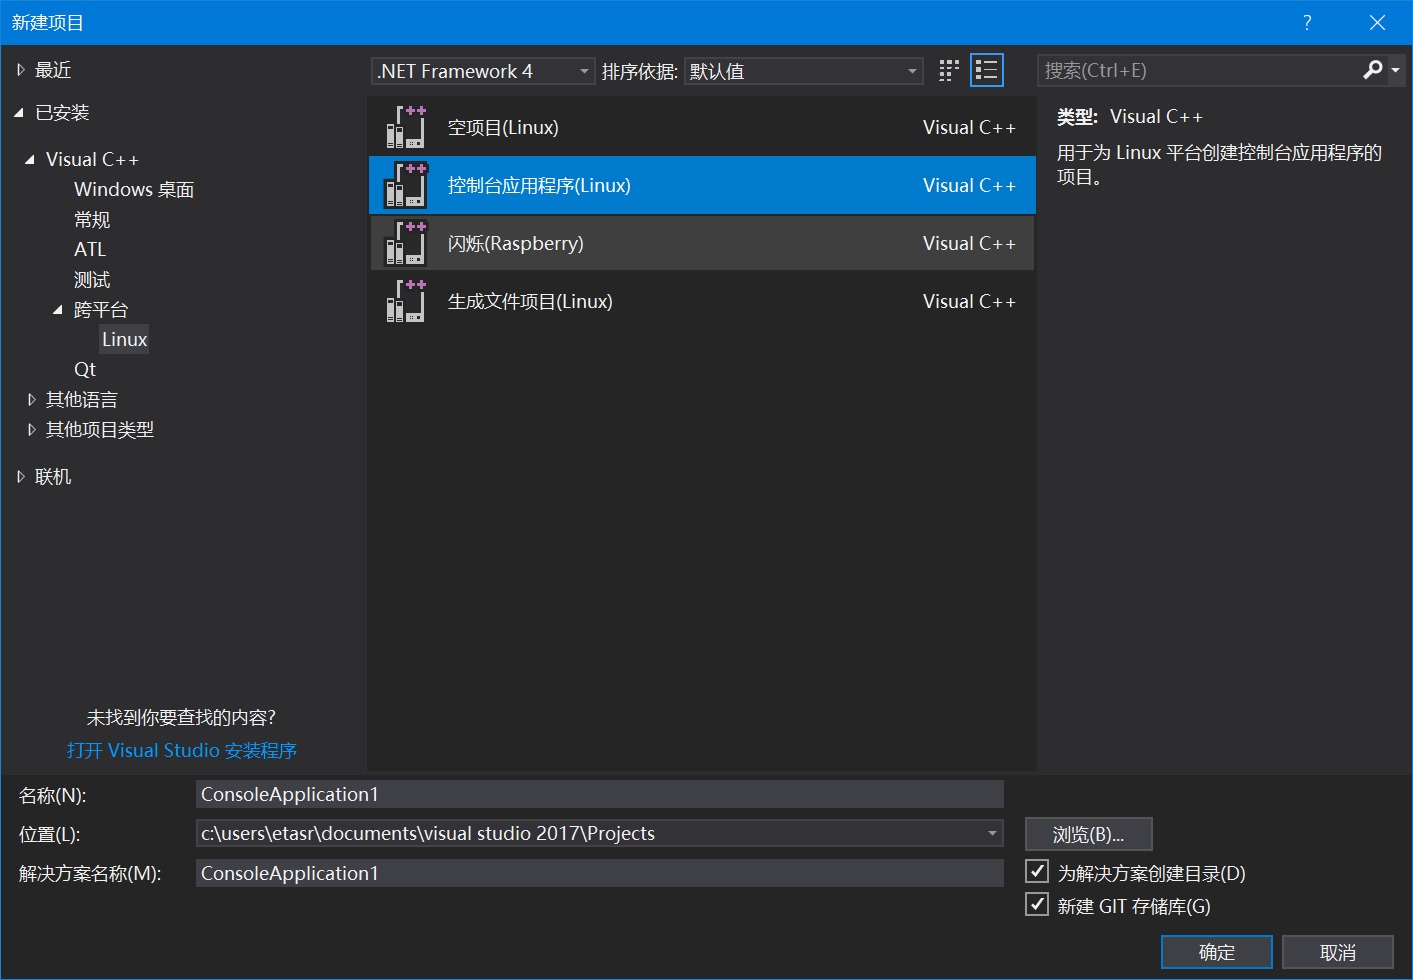 新建项目
?
最近
已安装
Visual C++
Windows 桌面
常规
ATL
测试
跨平台
Linux
Qt
其他语言
其他项目类型
联机
未找到你要查找的内容?
打开 Visual Studio 安装程序
.NET Framework 4
排序依据:
默认值
空项目(Linux) Visual C++
控制台应用程序(Linux) Visual C++
闪烁(Raspberry) Visual C++
生成文件项目(Linux) Visual C++
搜索(Ctrl+E)
类型: Visual C++
用于为 Linux 平台创建控制台应用程序的
项目。
名称(N): ConsoleApplication1
位置(L): c:\users\etasr\documents\visual studio 2017\Projects
浏览(B)...
解决方案名称(M): ConsoleApplication1
为解决方案创建目录(D)
新建 GIT 存储库(G)
确定
取消